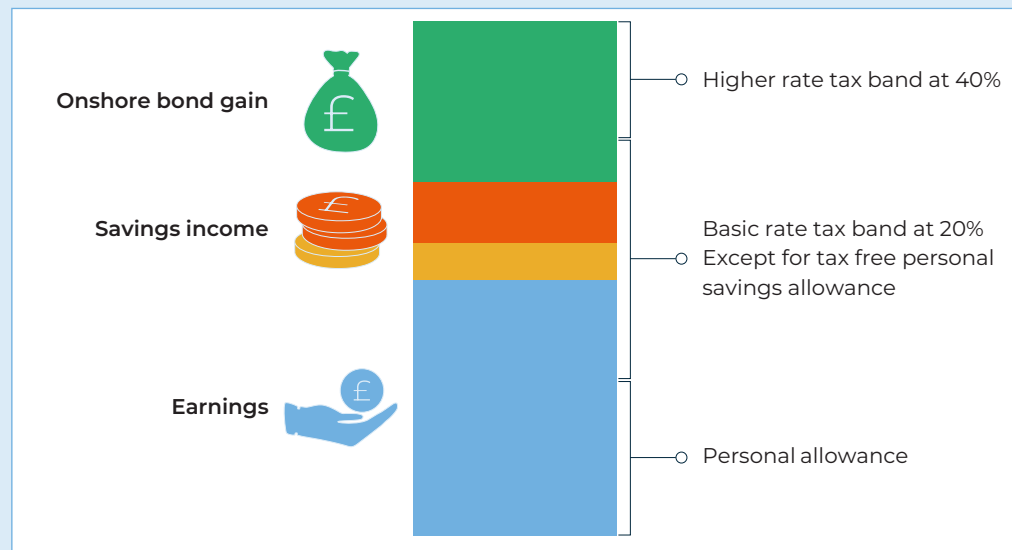 Onshore bond gain
£
Higher rate tax band at 40%
Savings income
£
Basic rate tax band at 20%
Except for tax free personal
savings allowance
Earnings
£
Personal allowance